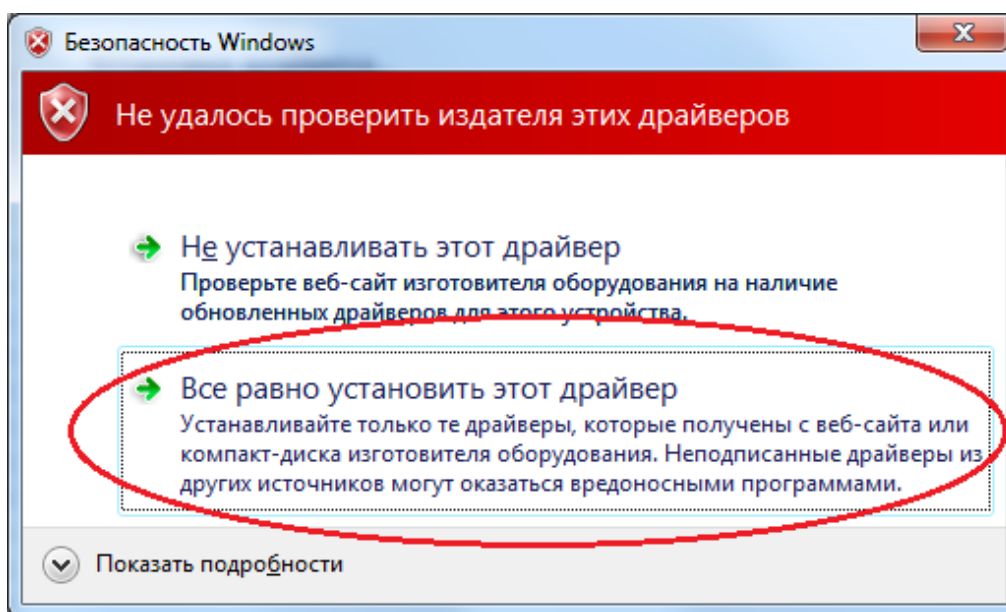 Безопасность Windows
Не удалось проверить издателя этих драйверов
Не устанавливать этот драйвер
Проверьте веб-сайт изготовителя оборудования на наличие
обновленных драйверов для этого устройства.
Все равно установить этот драйвер
Устанавливайте только те драйверы, которые получены с веб-сайта или
компакт-диска изготовителя оборудования. Неподписанные драйверы из
других источников могут оказаться вредоносными программами.
Показать подробности